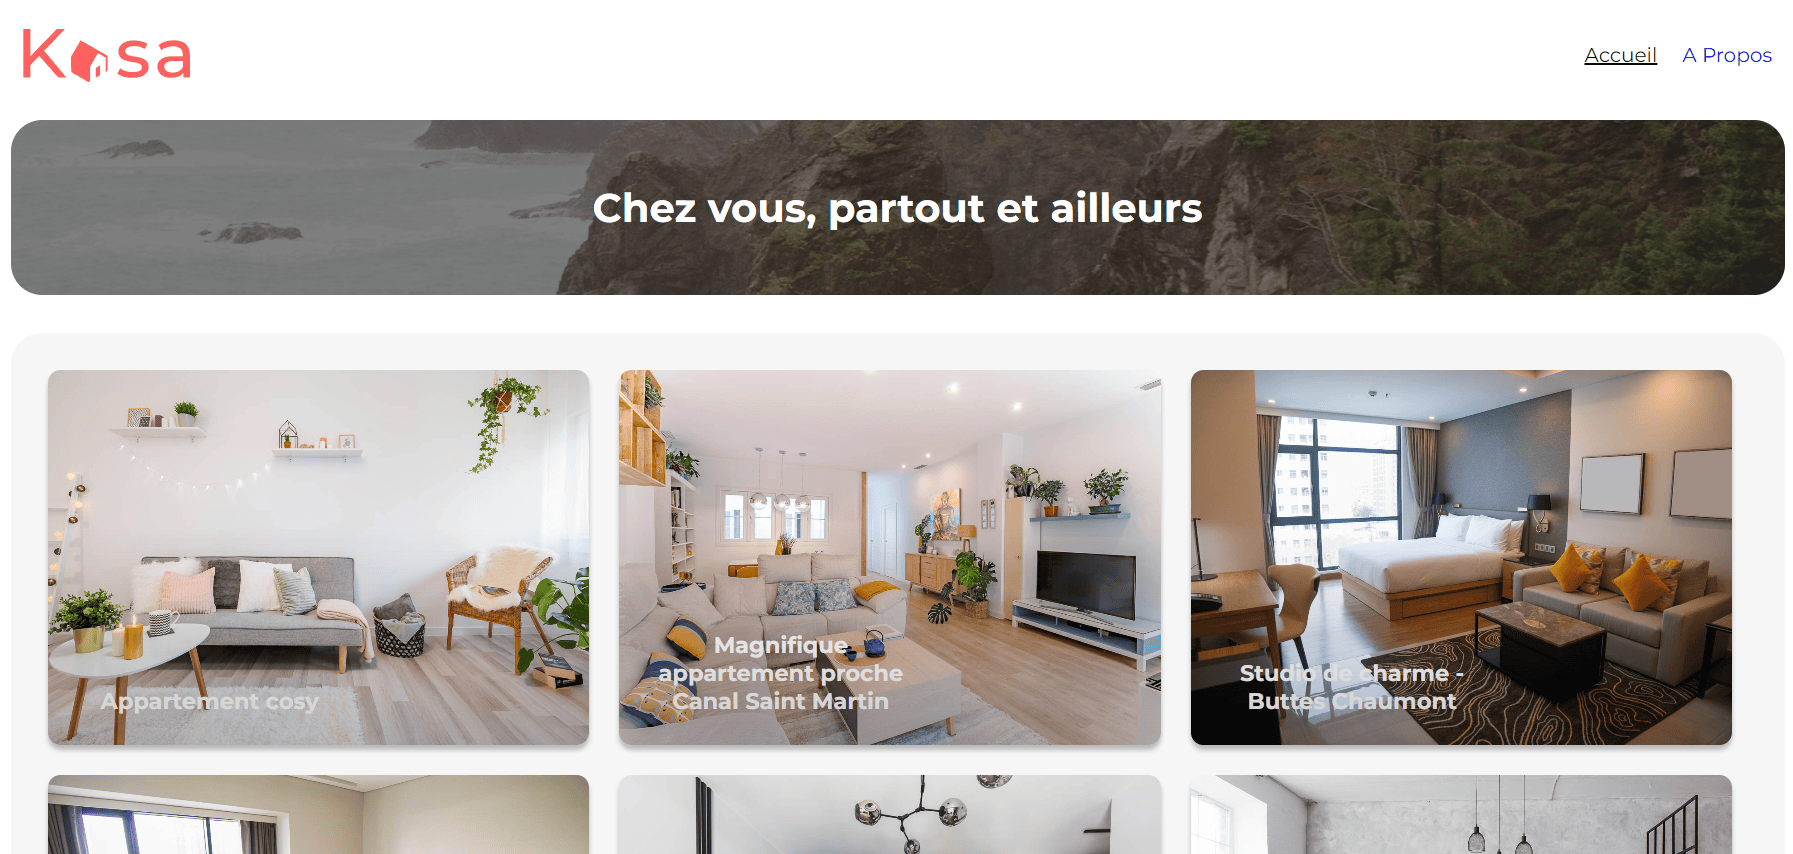 Kasa
Accueil
A Propos
Chez vous, partout et ailleurs
Appartement cosy
Magnifique
appartement proche
Canal Saint Martin
Studio de charme -
Buttes Chaumont